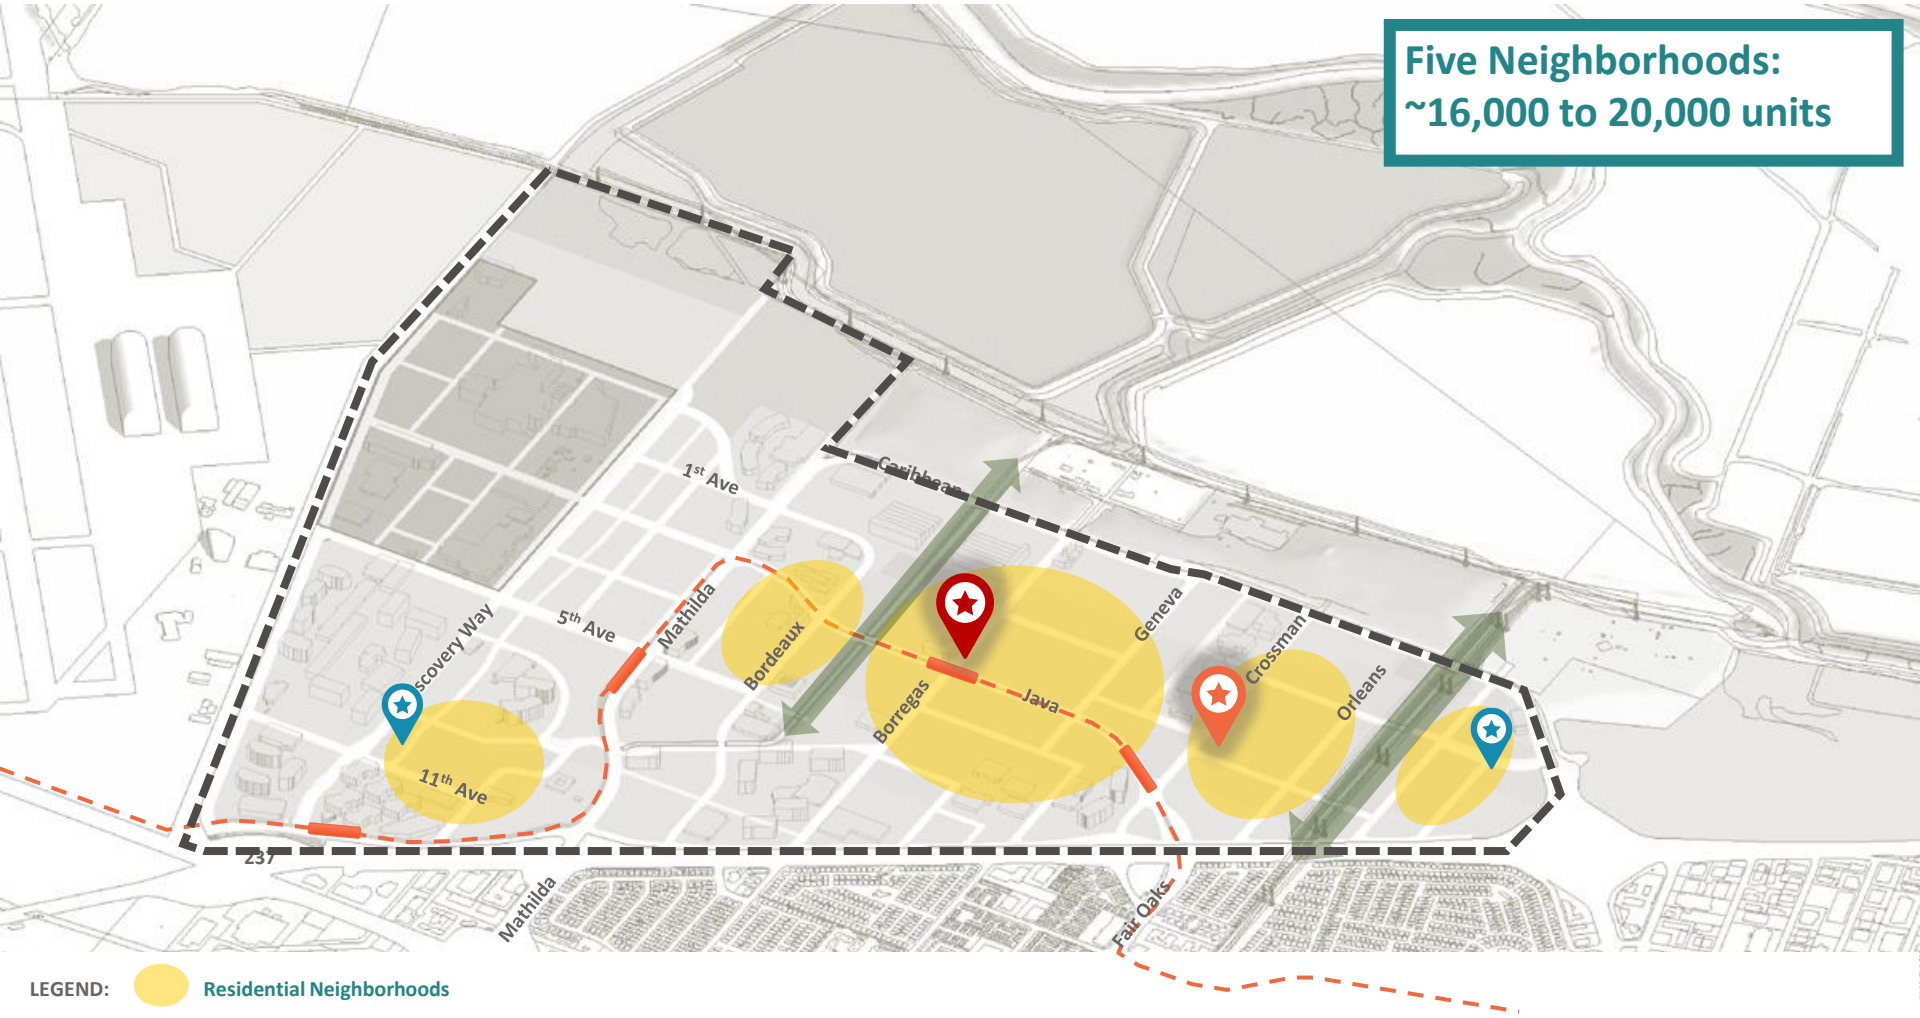 Five Neighborhoods:
~16,000 to 20,000 units
Caribbean
1st Ave
5th Ave
Mathilda
Bordeaux
Geneva
Crossman
scovery Way
Borregas
Java
Orleans
11th Ave
237
Mathilda
Fair Oaks
LEGEND:
Residential Neighborhoods